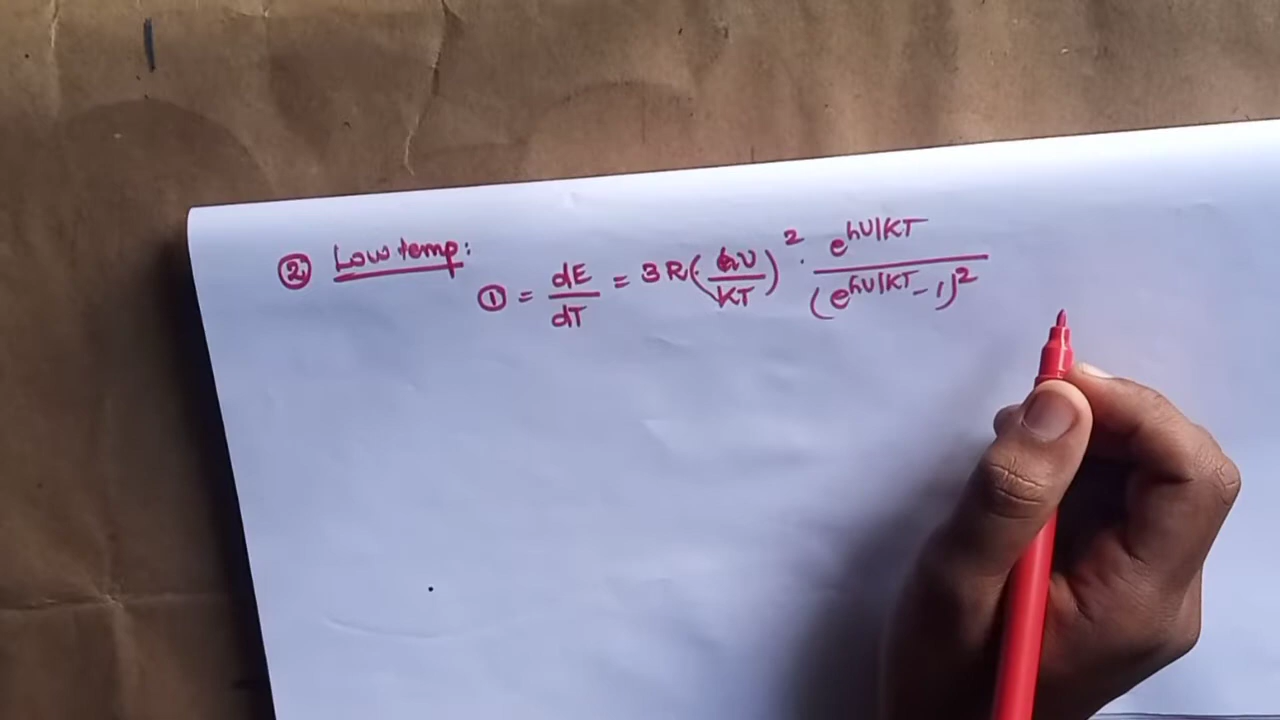 ② Low temp:
① = dE/dT = 3R(hυ/KT)² · e^hυ/KT / (e^hυ/KT - 1)²